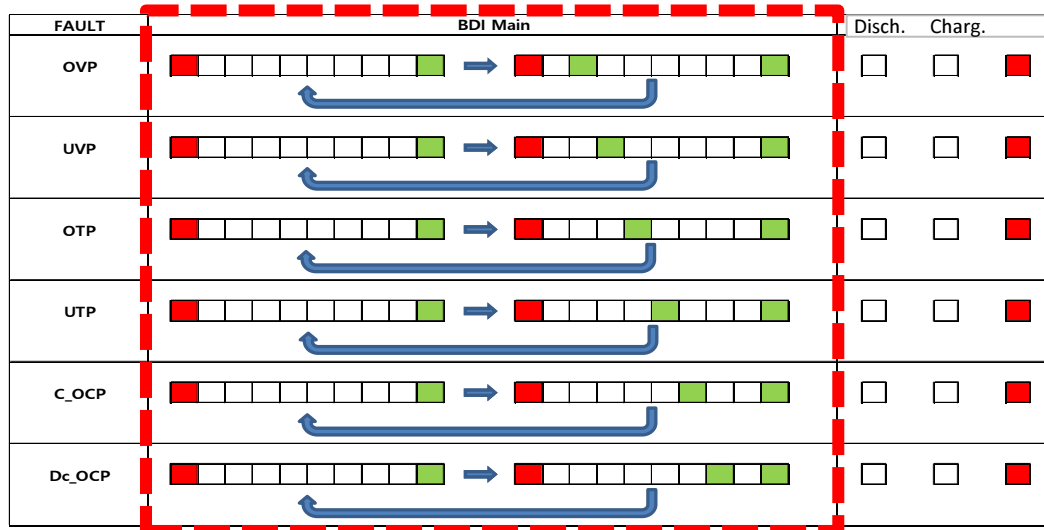 FAULT BDI Main Disch. Charg.
OVP
UVP
OTP
UTP
C_OCP
Dc_OCP